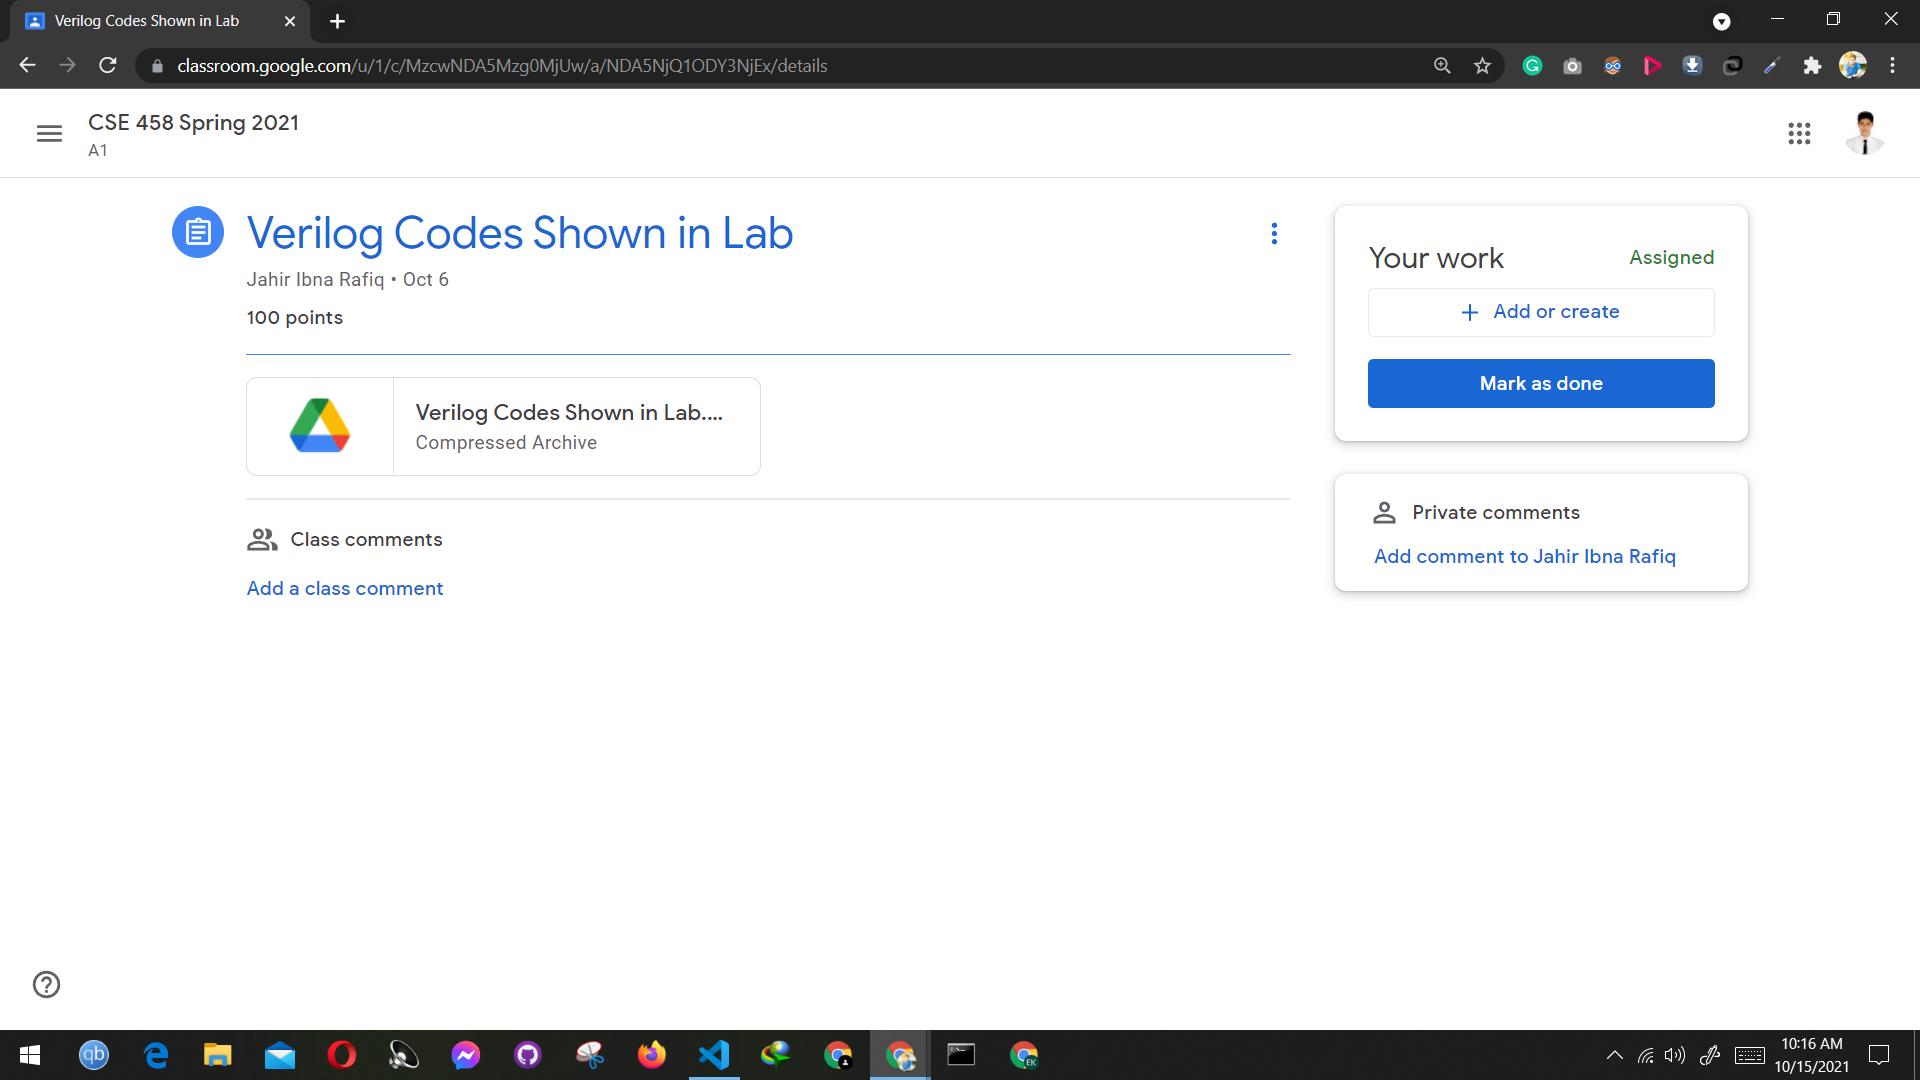 Verilog Codes Shown in Lab
classroom.google.com/u/1/c/MzcwNDA5Mzg0MjUw/a/NDA5NjQ1ODY3NjEx/details
CSE 458 Spring 2021
A1
Verilog Codes Shown in Lab
Jahir Ibna Rafiq • Oct 6
100 points
Verilog Codes Shown in Lab....
Compressed Archive
Class comments
Add a class comment
Your work
Assigned
+ Add or create
Mark as done
Private comments
Add comment to Jahir Ibna Rafiq
qb
EK
10:16 AM
10/15/2021